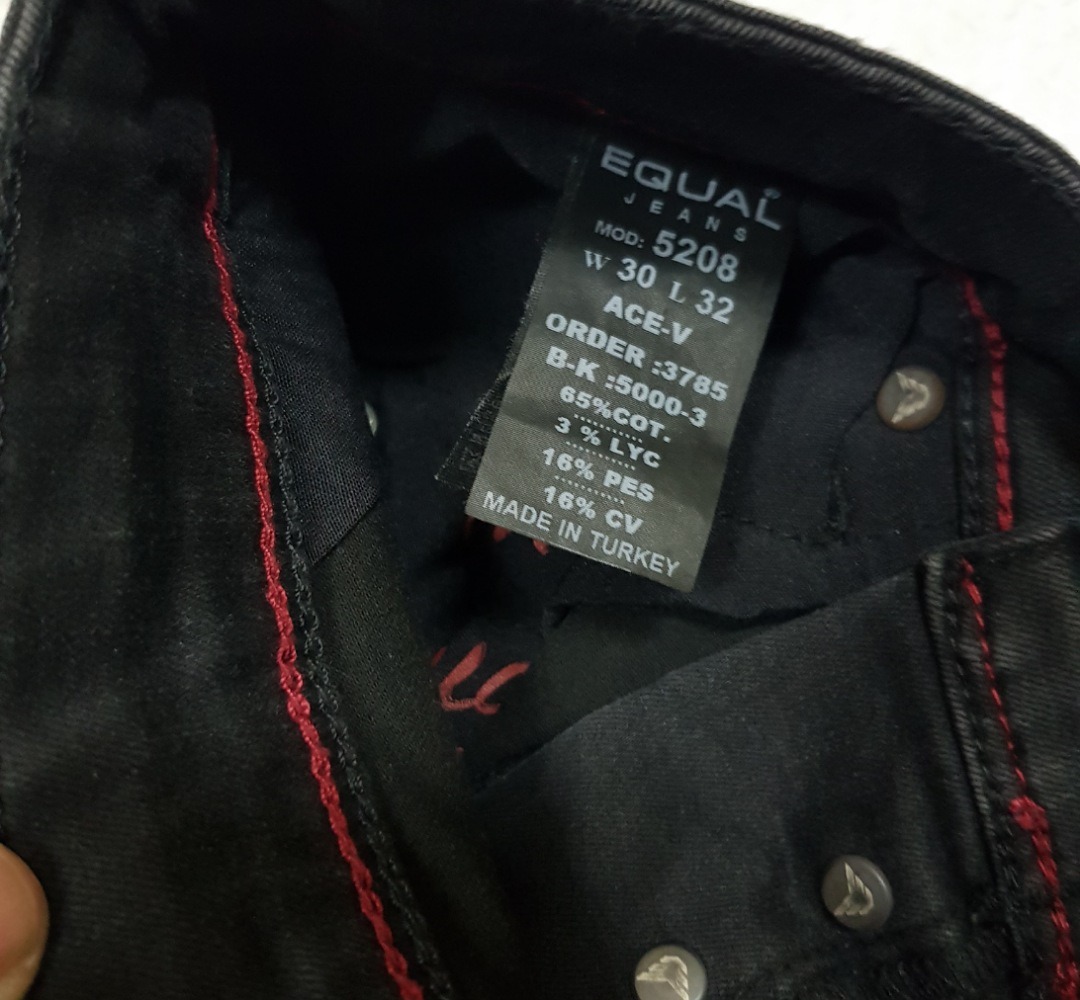 EQUAL
JEANS
MOD: 5208
W 30 L 32
ACE-V
ORDER :3785
B-K :5000-3
65%COT.
3 % LYC
16% PES
16% CV
MADE IN TURKEY